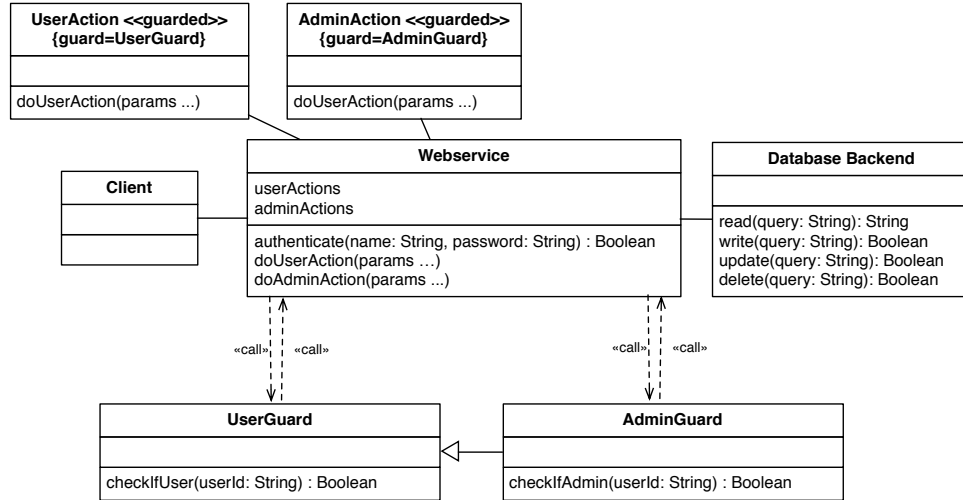 UserAction <<guarded>>
{guard=UserGuard}
doUserAction(params ...)
AdminAction <<guarded>>
{guard=AdminGuard}
doUserAction(params ...)
Client
Webservice
userActions
adminActions
authenticate(name: String, password: String) : Boolean
doUserAction(params …)
doAdminAction(params ...)
Database Backend
read(query: String): String
write(query: String): Boolean
update(query: String): Boolean
delete(query: String): Boolean
«call»
«call»
«call»
«call»
UserGuard
checkIfUser(userId: String) : Boolean
AdminGuard
checkIfAdmin(userId: String) : Boolean